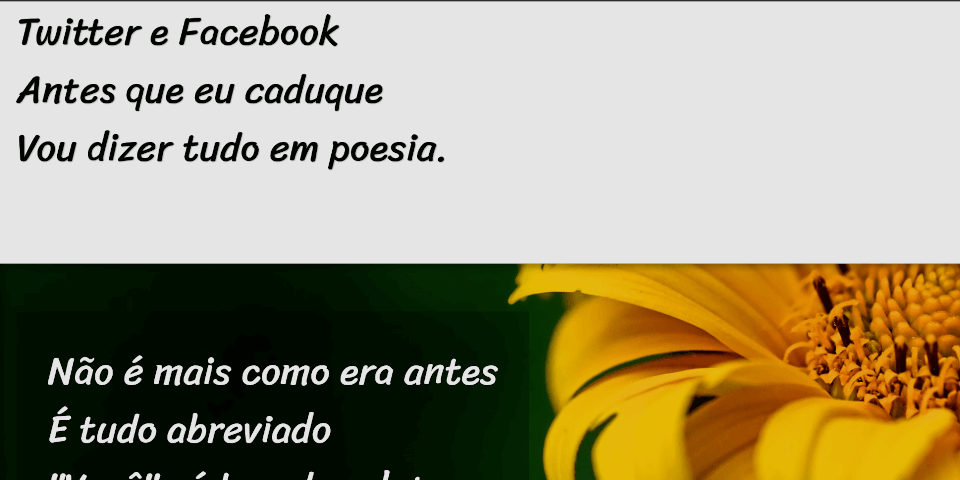 Twitter e Facebook
Antes que eu caduque
Vou dizer tudo em poesia.
Não é mais como era antes
É tudo abreviado